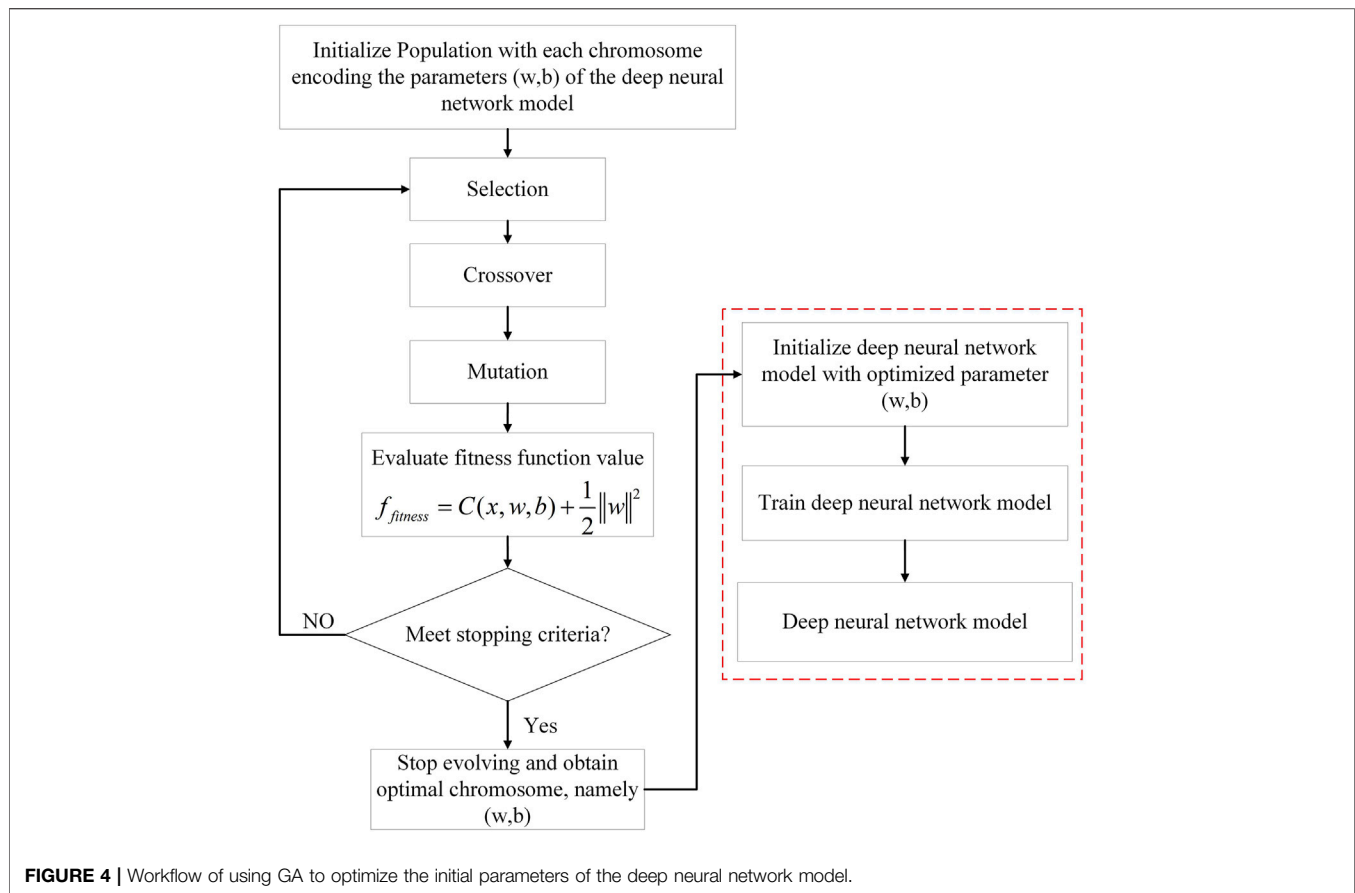 Initialize Population with each chromosome
encoding the parameters (w,b) of the deep neural
network model
Selection
Crossover
Mutation
Evaluate fitness function value
f_{fitness} = C(x, w, b) + \frac{1}{2} \|w\|^2
Meet stopping criteria?
NO
Yes
Stop evolving and obtain
optimal chromosome, namely
(w,b)
Initialize deep neural network
model with optimized parameter
(w,b)
Train deep neural network model
Deep neural network model
FIGURE 4 | Workflow of using GA to optimize the initial parameters of the deep neural network model.